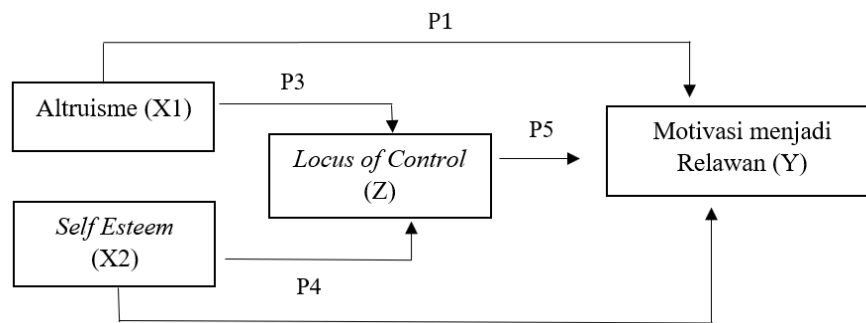 P1
Altruisme (X1)
P3
Locus of Control
(Z)
P5
Motivasi menjadi
Relawan (Y)
Self Esteem
(X2)
P4